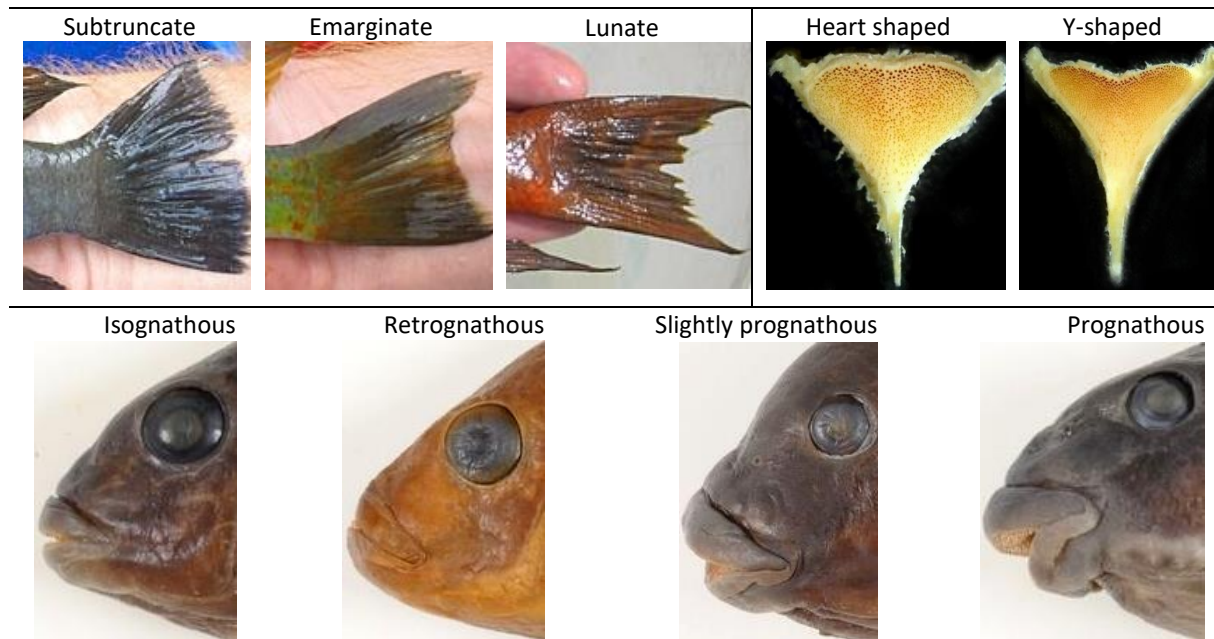 Subtruncate
Emarginate
Lunate
Heart shaped
Y-shaped
Isognathous
Retrognathous
Slightly prognathous
Prognathous